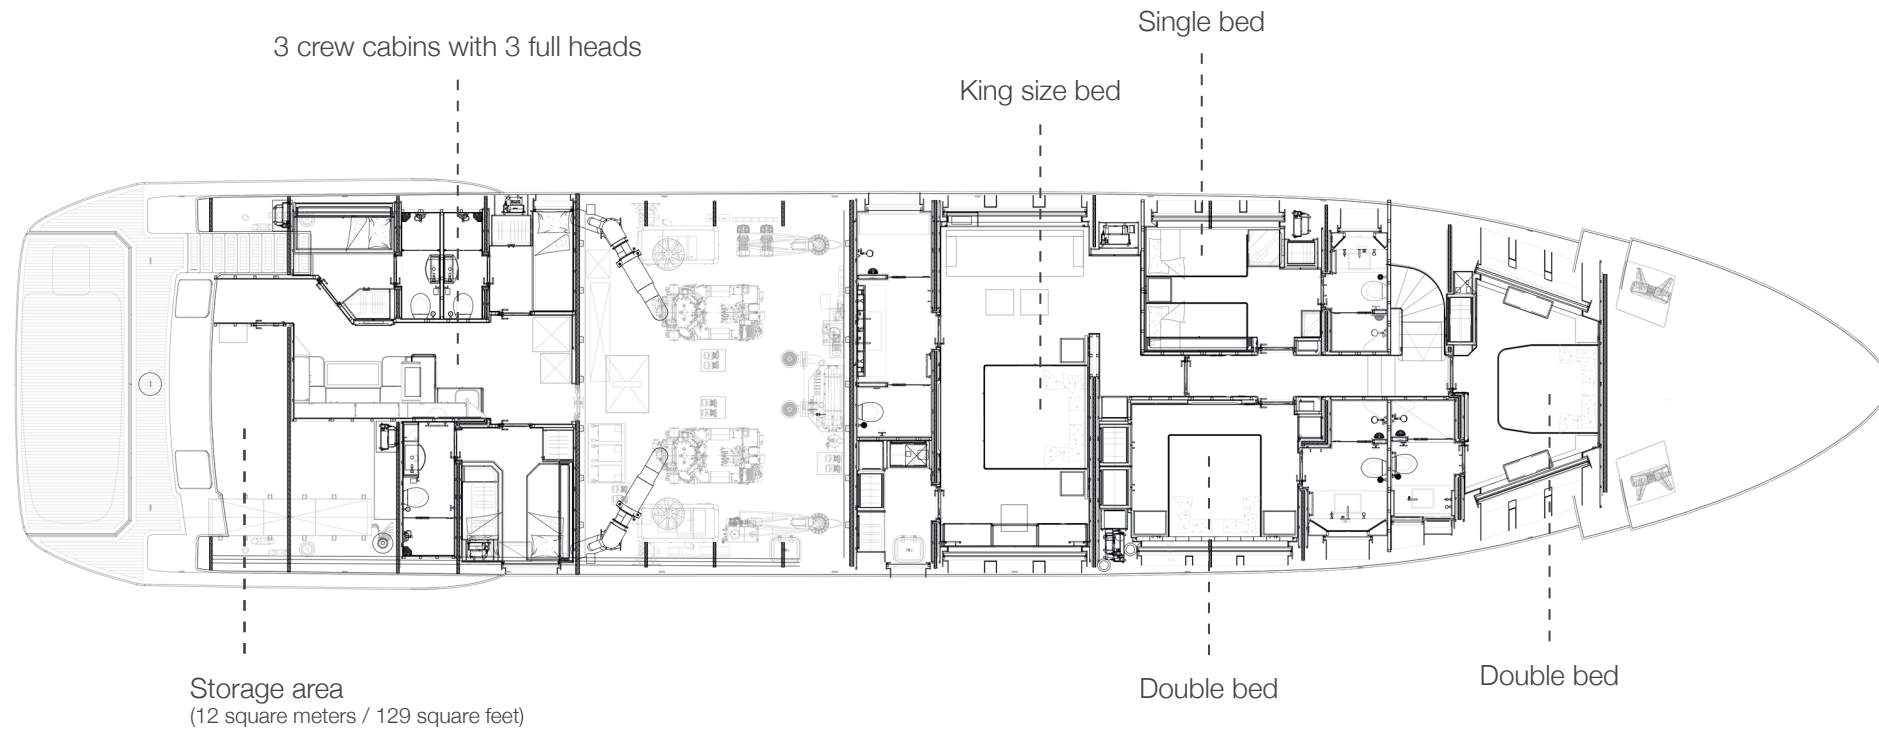 Single bed
3 crew cabins with 3 full heads
King size bed
Storage area
(12 square meters / 129 square feet)
Double bed
Double bed